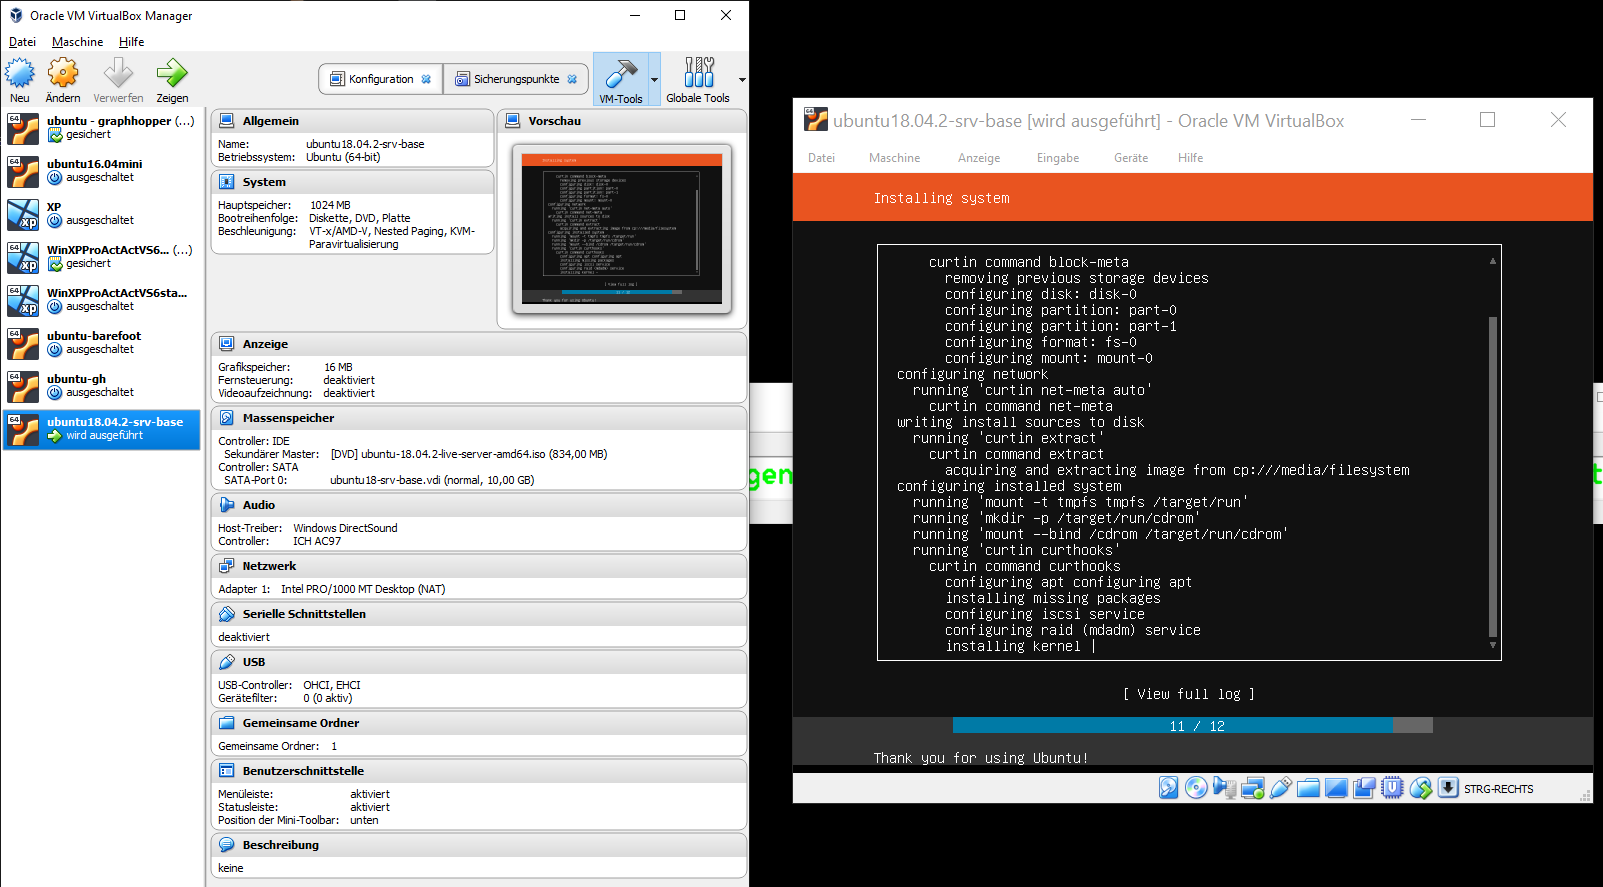 Oracle VM VirtualBox Manager
Datei Maschine Hilfe
Neu Ändern Verwerfen Zeigen
Konfiguration
Sicherungspunkte
VM-Tools Globale Tools
64 ubuntu - graphhopper (...)
gesichert
64 ubuntu16.04mini
ausgeschaltet
xp XP
ausgeschaltet
64 xp WinXPProActActVS6... (...)
gesichert
64 xp WinXPProActActVS6sta...
ausgeschaltet
64 ubuntu-barefoot
ausgeschaltet
64 ubuntu-gh
ausgeschaltet
64 ubuntu18.04.2-srv-base
wird ausgeführt
Allgemein
Name: ubuntu18.04.2-srv-base
Betriebssystem: Ubuntu (64-bit)
System
Hauptspeicher: 1024 MB
Bootreihenfolge: Diskette, DVD, Platte
Beschleunigung: VT-x/AMD-V, Nested Paging, KVM-
Paravirtualisierung
Vorschau
Anzeige
Grafikspeicher: 16 MB
Fernsteuerung: deaktiviert
Videoaufzeichnung: deaktiviert
Massenspeicher
Controller: IDE
Sekundärer Master: [DVD] ubuntu-18.04.2-live-server-amd64.iso (834,00 MB)
Controller: SATA
SATA-Port 0: ubuntu18-srv-base.vdi (normal, 10,00 GB)
Audio
Host-Treiber: Windows DirectSound
Controller: ICH AC97
Netzwerk
Adapter 1: Intel PRO/1000 MT Desktop (NAT)
Serielle Schnittstellen
deaktiviert
USB
USB-Controller: OHCI, EHCI
Gerätefilter: 0 (0 aktiv)
Gemeinsame Ordner
Gemeinsame Ordner: 1
Benutzerschnittstelle
Menüleiste: aktiviert
Statusleiste: aktiviert
Position der Mini-Toolbar: unten
Beschreibung
keine
gen
ubuntu18.04.2-srv-base [wird ausgeführt] - Oracle VM VirtualBox
Datei Maschine Anzeige Eingabe Geräte Hilfe
Installing system
curtin command block-meta
removing previous storage devices
configuring disk: disk-0
configuring partition: part-0
configuring partition: part-1
configuring format: fs-0
configuring mount: mount-0
configuring network
running 'curtin net-meta auto'
curtin command net-meta
writing install sources to disk
running 'curtin extract'
curtin command extract
acquiring and extracting image from cp:///media/filesystem
configuring installed system
running 'mount -t tmpfs tmpfs /target/run'
running 'mkdir -p /target/run/cdrom'
running 'mount --bind /cdrom /target/run/cdrom'
running 'curtin curthooks'
curtin command curthooks
configuring apt configuring apt
installing missing packages
configuring iscsi service
configuring raid (mdadm) service
installing kernel |
[ View full log ]
11 / 12
Thank you for using Ubuntu!
STRG-RECHTS